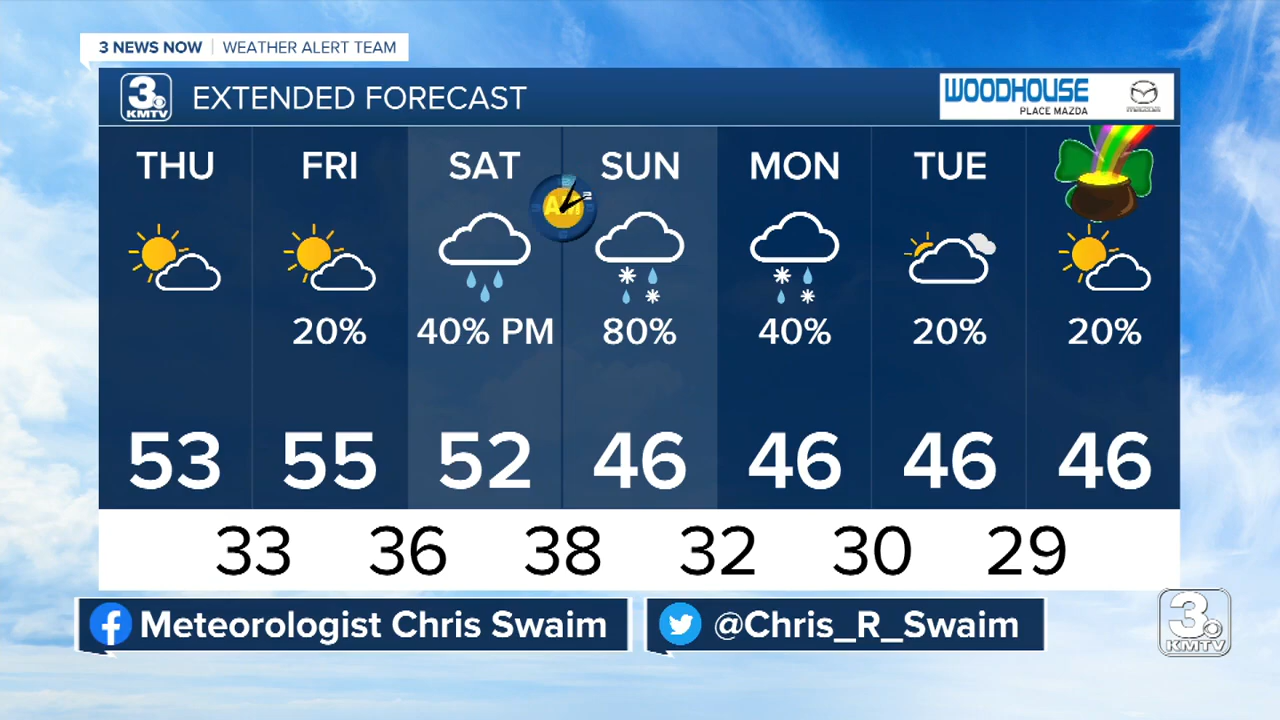 3 NEWS NOW WEATHER ALERT TEAM
3 KMTV EXTENDED FORECAST
WOODHOUSE
PLACE MAZDA
THU FRI SAT SUN MON TUE
AM
20% 40% PM 80% 40% 20% 20%
53 55 52 46 46 46 46
33 36 38 32 30 29
Meteorologist Chris Swaim @Chris_R_Swaim
3 KMTV